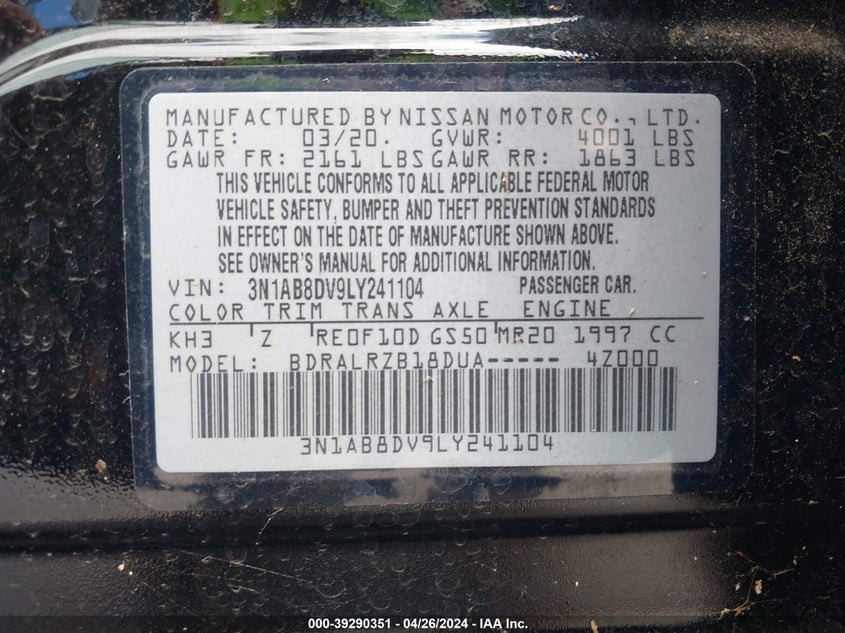 MANUFACTURED BY NISSAN MOTOR CO., LTD.
DATE: 03/20. GVWR: 4001 LBS
GAWR FR: 2161 LBS GAWR RR: 1863 LBS
THIS VEHICLE CONFORMS TO ALL APPLICABLE FEDERAL MOTOR
VEHICLE SAFETY, BUMPER AND THEFT PREVENTION STANDARDS
IN EFFECT ON THE DATE OF MANUFACTURE SHOWN ABOVE.
SEE OWNER'S MANUAL FOR ADDITIONAL INFORMATION.
VIN: 3N1AB8DV9LY241104 PASSENGER CAR.
COLOR TRIM TRANS AXLE ENGINE
KH3 Z RE0F10D GS50 MR20 1997 CC
MODEL: BDRALRZB18DUA----- 4Z000
3N1AB8DV9LY241104
000-39290351 - 04/26/2024 - IAA, Inc.